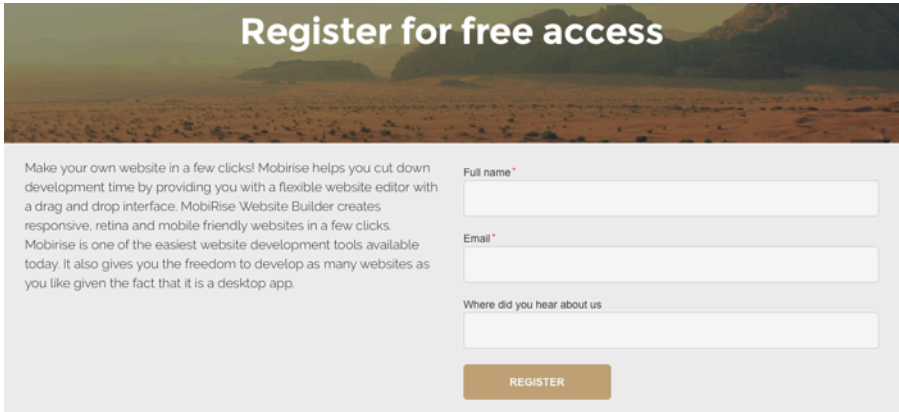 Register for free access
Make your own website in a few clicks! Mobirise helps you cut down
development time by providing you with a flexible website editor with
a drag and drop interface. MobiRise Website Builder creates
responsive, retina and mobile friendly websites in a few clicks.
Mobirise is one of the easiest website development tools available
today. It also gives you the freedom to develop as many websites as
you like given the fact that it is a desktop app.
Full name*
Email*
Where did you hear about us
REGISTER